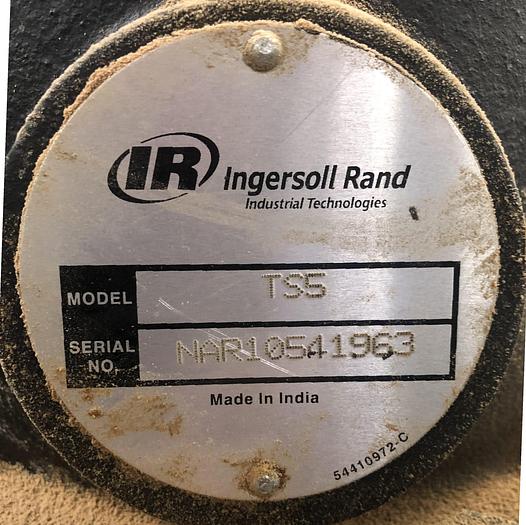 IR Ingersoll Rand
Industrial Technologies
MODEL TS5
SERIAL NO. NAR10541963
Made In India
54410972-C